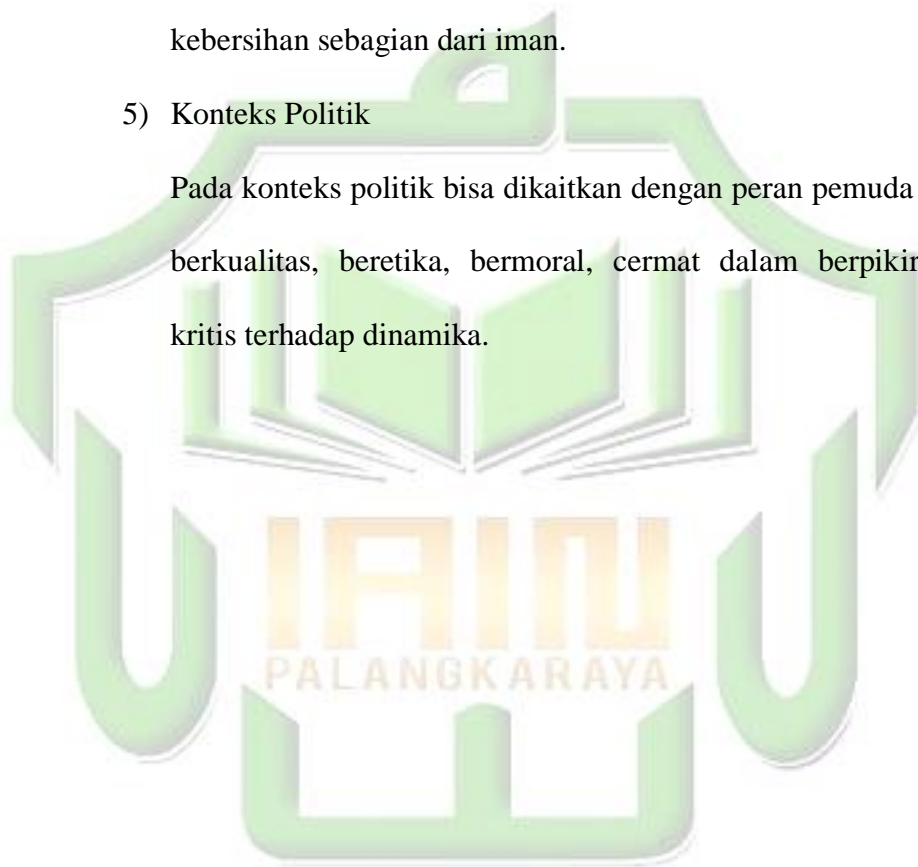 kebersihan sebagian dari iman.
5) Konteks Politik
Pada konteks politik bisa dikaitkan dengan peran pemuda
berkualitas, beretika, bermoral, cermat dalam berpikir
kritis terhadap dinamika.
IAIN
PALANGKARAYA